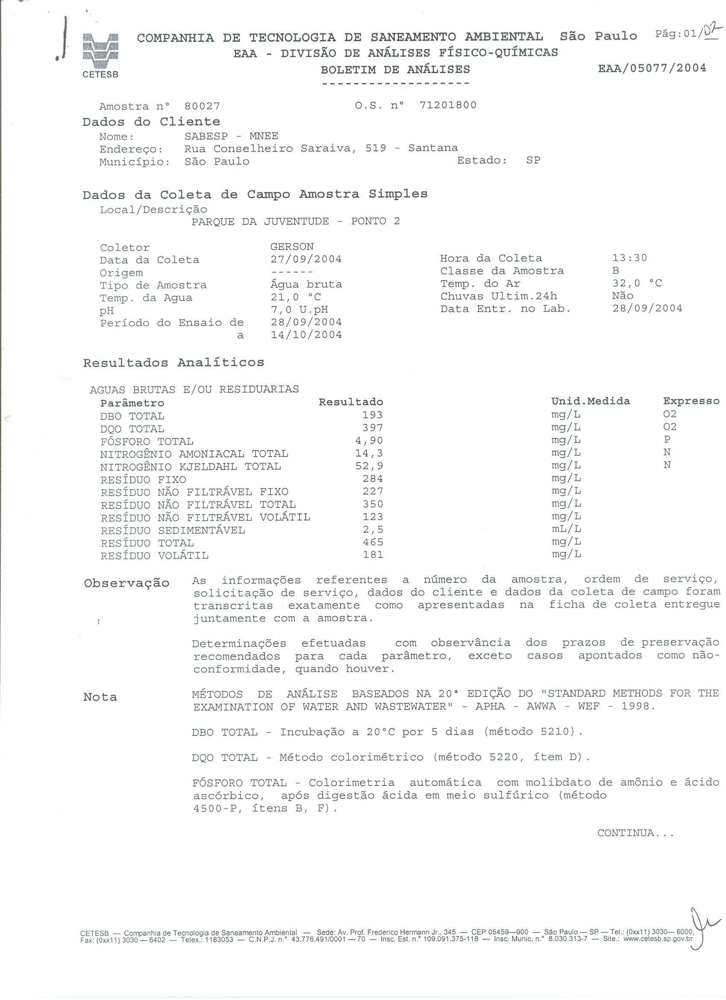 COMPANHIA DE TECNOLOGIA DE SANEAMENTO AMBIENTAL São Paulo Pág:01/02
EAA - DIVISÃO DE ANÁLISES FÍSICO-QUÍMICAS
BOLETIM DE ANÁLISES EAA/05077/2004
CETESB
-------------------
Amostra n° 80027 O.S. n° 71201800
Dados do Cliente
Nome: SABESP - MNEE
Endereço: Rua Conselheiro Saraiva, 519 - Santana
Município: São Paulo Estado: SP
Dados da Coleta de Campo Amostra Simples
Local/Descrição
PARQUE DA JUVENTUDE - PONTO 2
Coletor GERSON
Data da Coleta 27/09/2004 Hora da Coleta 13:30
Origem ------ Classe da Amostra B
Tipo de Amostra Água bruta Temp. do Ar 32,0 °C
Temp. da Agua 21,0 °C Chuvas Ultim.24h Não
pH 7,0 U.pH Data Entr. no Lab. 28/09/2004
Período do Ensaio de 28/09/2004
a 14/10/2004
Resultados Analíticos
AGUAS BRUTAS E/OU RESIDUARIAS
Parâmetro Resultado Unid.Medida Expresso
DBO TOTAL 193 mg/L O2
DQO TOTAL 397 mg/L O2
FÓSFORO TOTAL 4,90 mg/L P
NITROGÊNIO AMONIACAL TOTAL 14,3 mg/L N
NITROGÊNIO KJELDAHL TOTAL 52,9 mg/L N
RESÍDUO FIXO 284 mg/L
RESÍDUO NÃO FILTRÁVEL FIXO 227 mg/L
RESÍDUO NÃO FILTRÁVEL TOTAL 350 mg/L
RESÍDUO NÃO FILTRÁVEL VOLÁTIL 123 mg/L
RESÍDUO SEDIMENTÁVEL 2,5 mL/L
RESÍDUO TOTAL 465 mg/L
RESÍDUO VOLÁTIL 181 mg/L
Observação As informações referentes a número da amostra, ordem de serviço,
solicitação de serviço, dados do cliente e dados da coleta de campo foram
transcritas exatamente como apresentadas na ficha de coleta entregue
juntamente com a amostra.
Determinações efetuadas com observância dos prazos de preservação
recomendados para cada parâmetro, exceto casos apontados como não-
conformidade, quando houver.
Nota MÉTODOS DE ANÁLISE BASEADOS NA 20ª EDIÇÃO DO "STANDARD METHODS FOR THE
EXAMINATION OF WATER AND WASTEWATER" - APHA - AWWA - WEF - 1998.
DBO TOTAL - Incubação a 20°C por 5 dias (método 5210).
DQO TOTAL - Método colorimétrico (método 5220, ítem D).
FÓSFORO TOTAL - Colorimetria automática com molibdato de amônio e ácido
ascórbico, após digestão ácida em meio sulfúrico (método
4500-P, ítens B, F).
CONTINUA...
CETESB — Companhia de Tecnologia de Saneamento Ambiental — Sede: Av. Prof. Frederico Hermann Jr., 345 — CEP 05459—900 — São Paulo — SP — Tel.: (0xx11) 3030— 6000,
Fax: (0xx11) 3030 — 6402 — Telex.: 1183053 — C.N.P.J. n.° 43.776.491/0001 — 70 — Insc. Est. n.° 109.091.375-118 — Insc. Munic. n.° 8.030.313-7 — Site.: www.cetesb.sp.gov.br